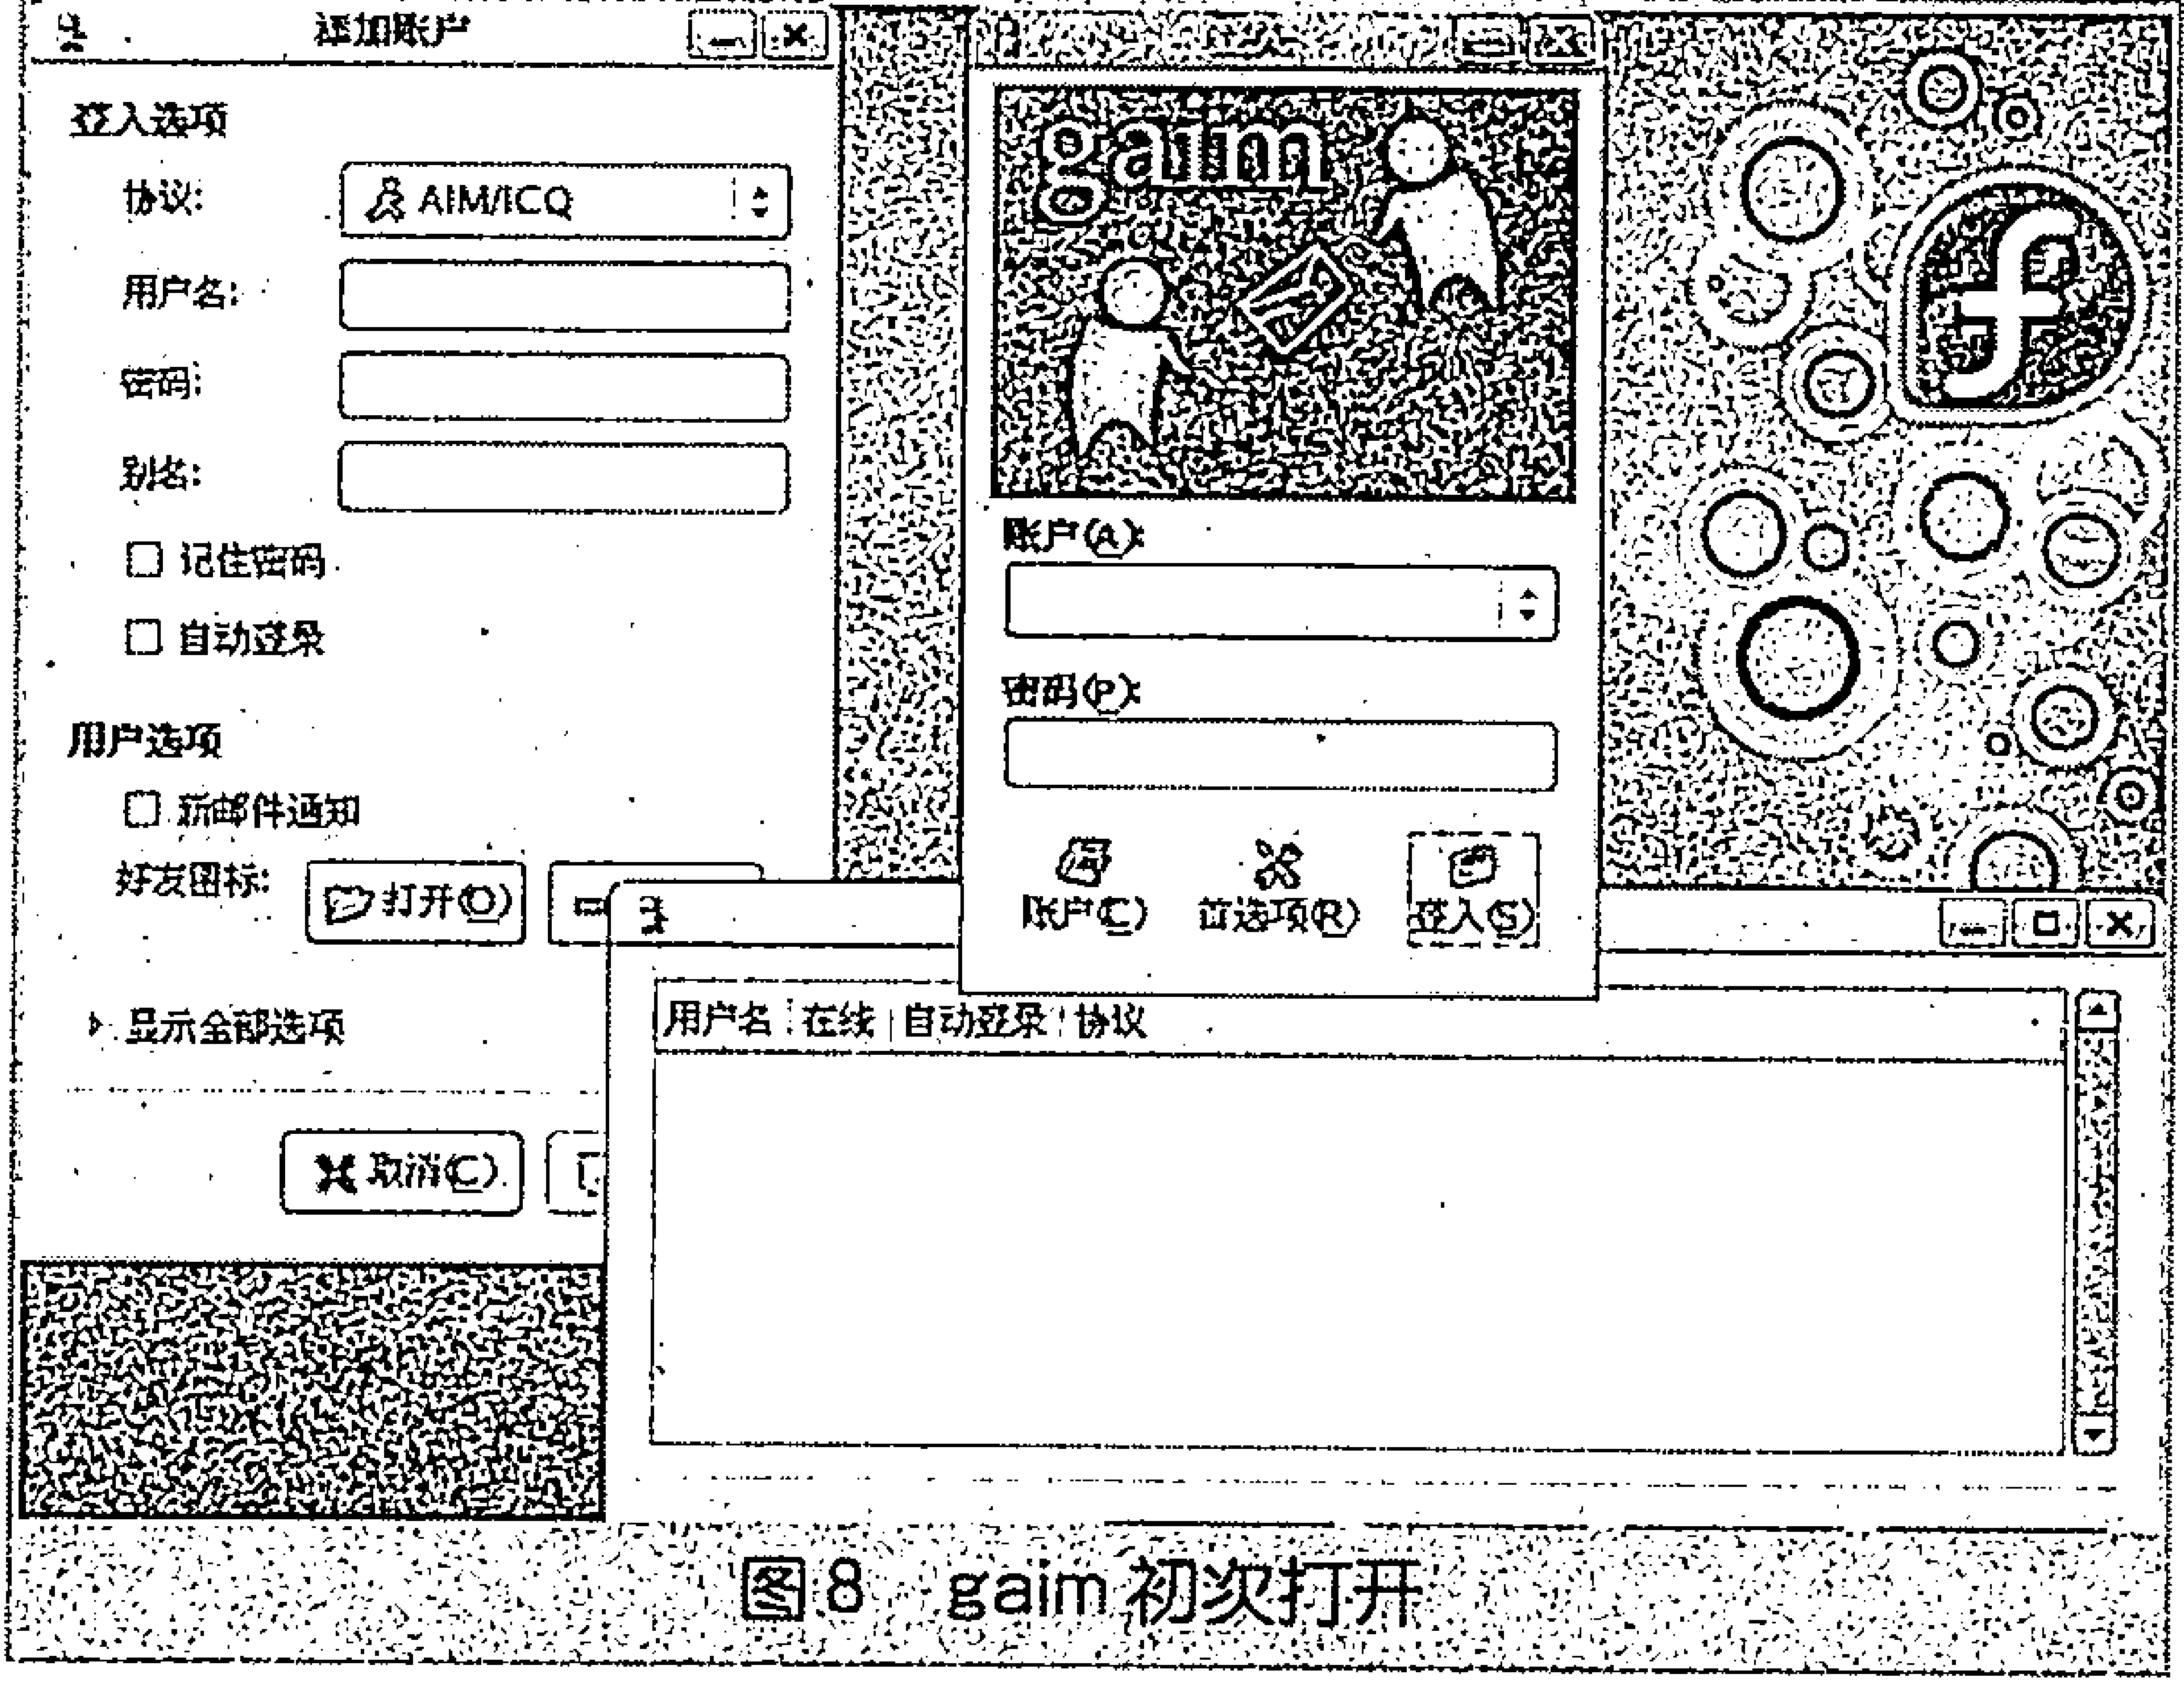 添加账户
登入选项
协议: AIM/ICQ
用户名:
密码:
别名:
记住密码
自动登录
用户选项
新邮件通知
好友图标: 打开(O)
显示全部选项
取消(C)
登入
gaim
账户(A):
密码(P):
账户(C) 首选项(R) 登入(S)
用户名 在线 自动登录 协议
图8 gaim 初次打开